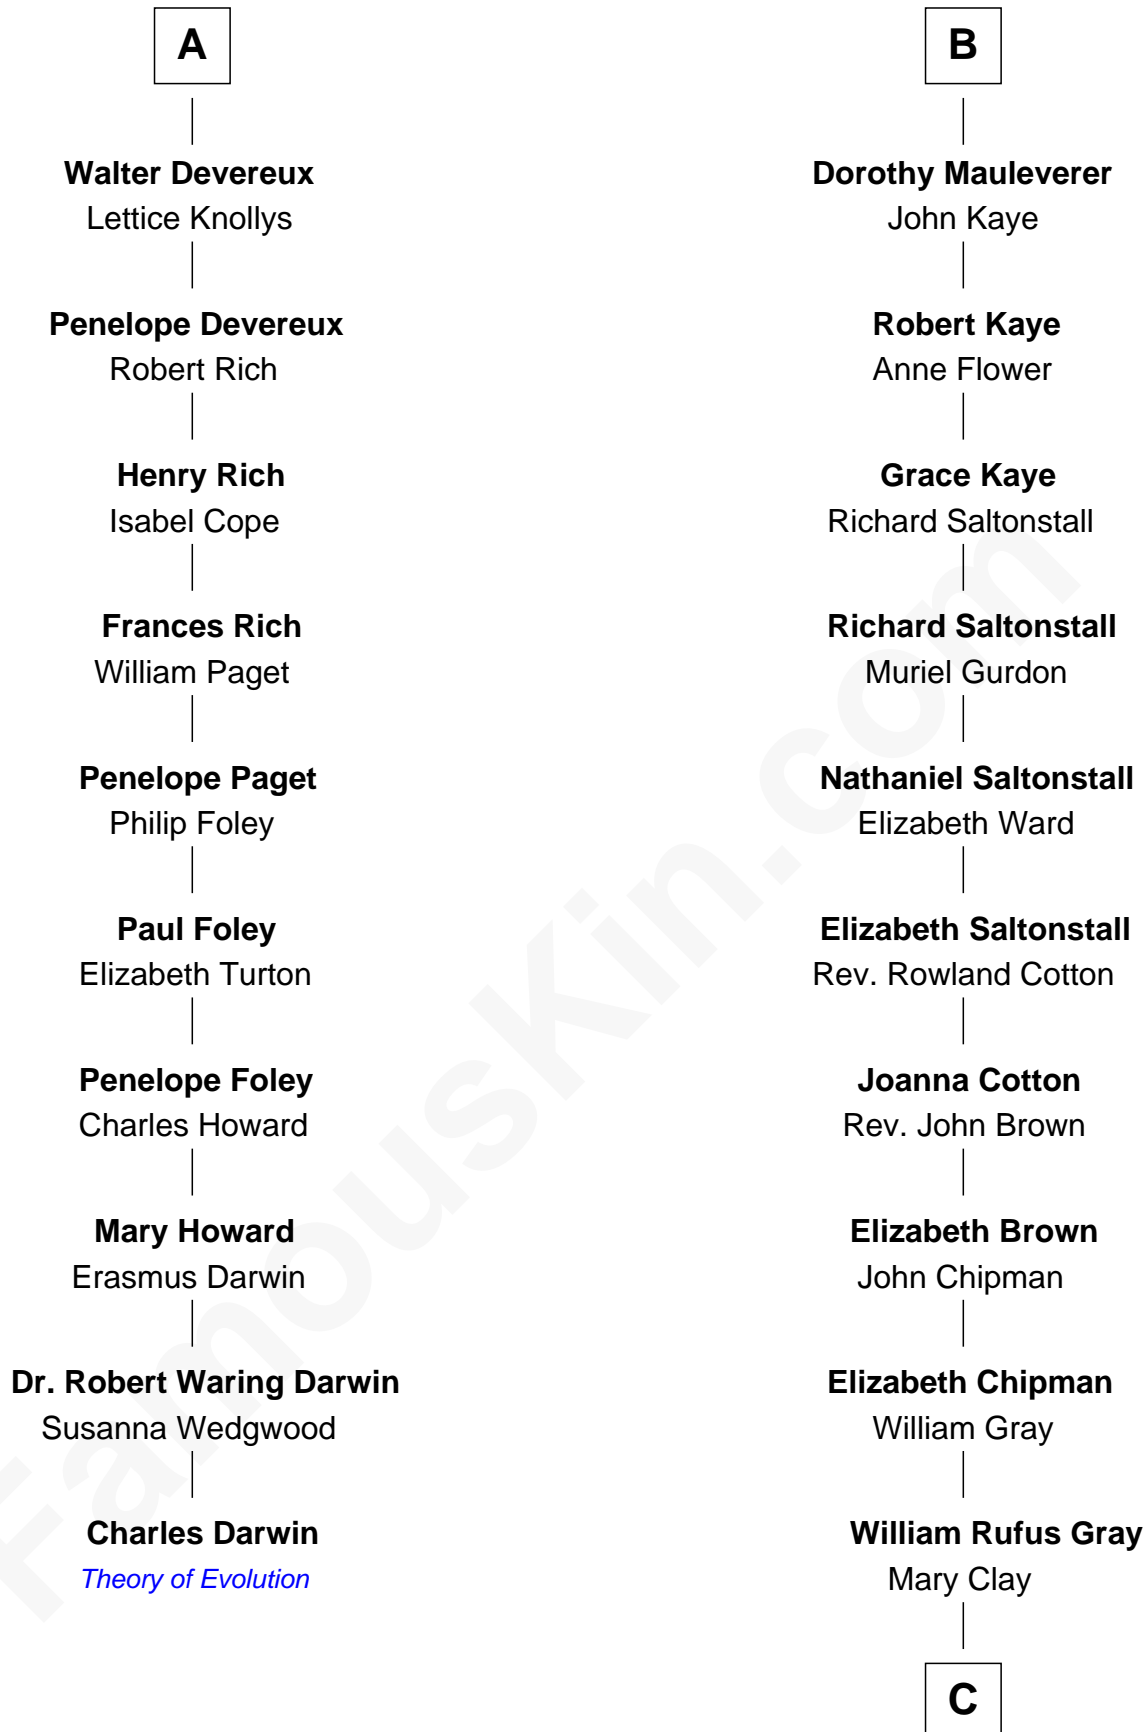 A
Walter Devereux
Lettice Knollys
Penelope Devereux
Robert Rich
Henry Rich
Isabel Cope
Frances Rich
William Paget
Penelope Paget
Philip Foley
Paul Foley
Elizabeth Turton
Penelope Foley
Charles Howard
Mary Howard
Erasmus Darwin
Dr. Robert Waring Darwin
Susanna Wedgwood
Charles Darwin
Theory of Evolution
B
Dorothy Mauleverer
John Kaye
Robert Kaye
Anne Flower
Grace Kaye
Richard Saltonstall
Richard Saltonstall
Muriel Gurdon
Nathaniel Saltonstall
Elizabeth Ward
Elizabeth Saltonstall
Rev. Rowland Cotton
Joanna Cotton
Rev. John Brown
Elizabeth Brown
John Chipman
Elizabeth Chipman
William Gray
William Rufus Gray
Mary Clay
C
FamousKin.com